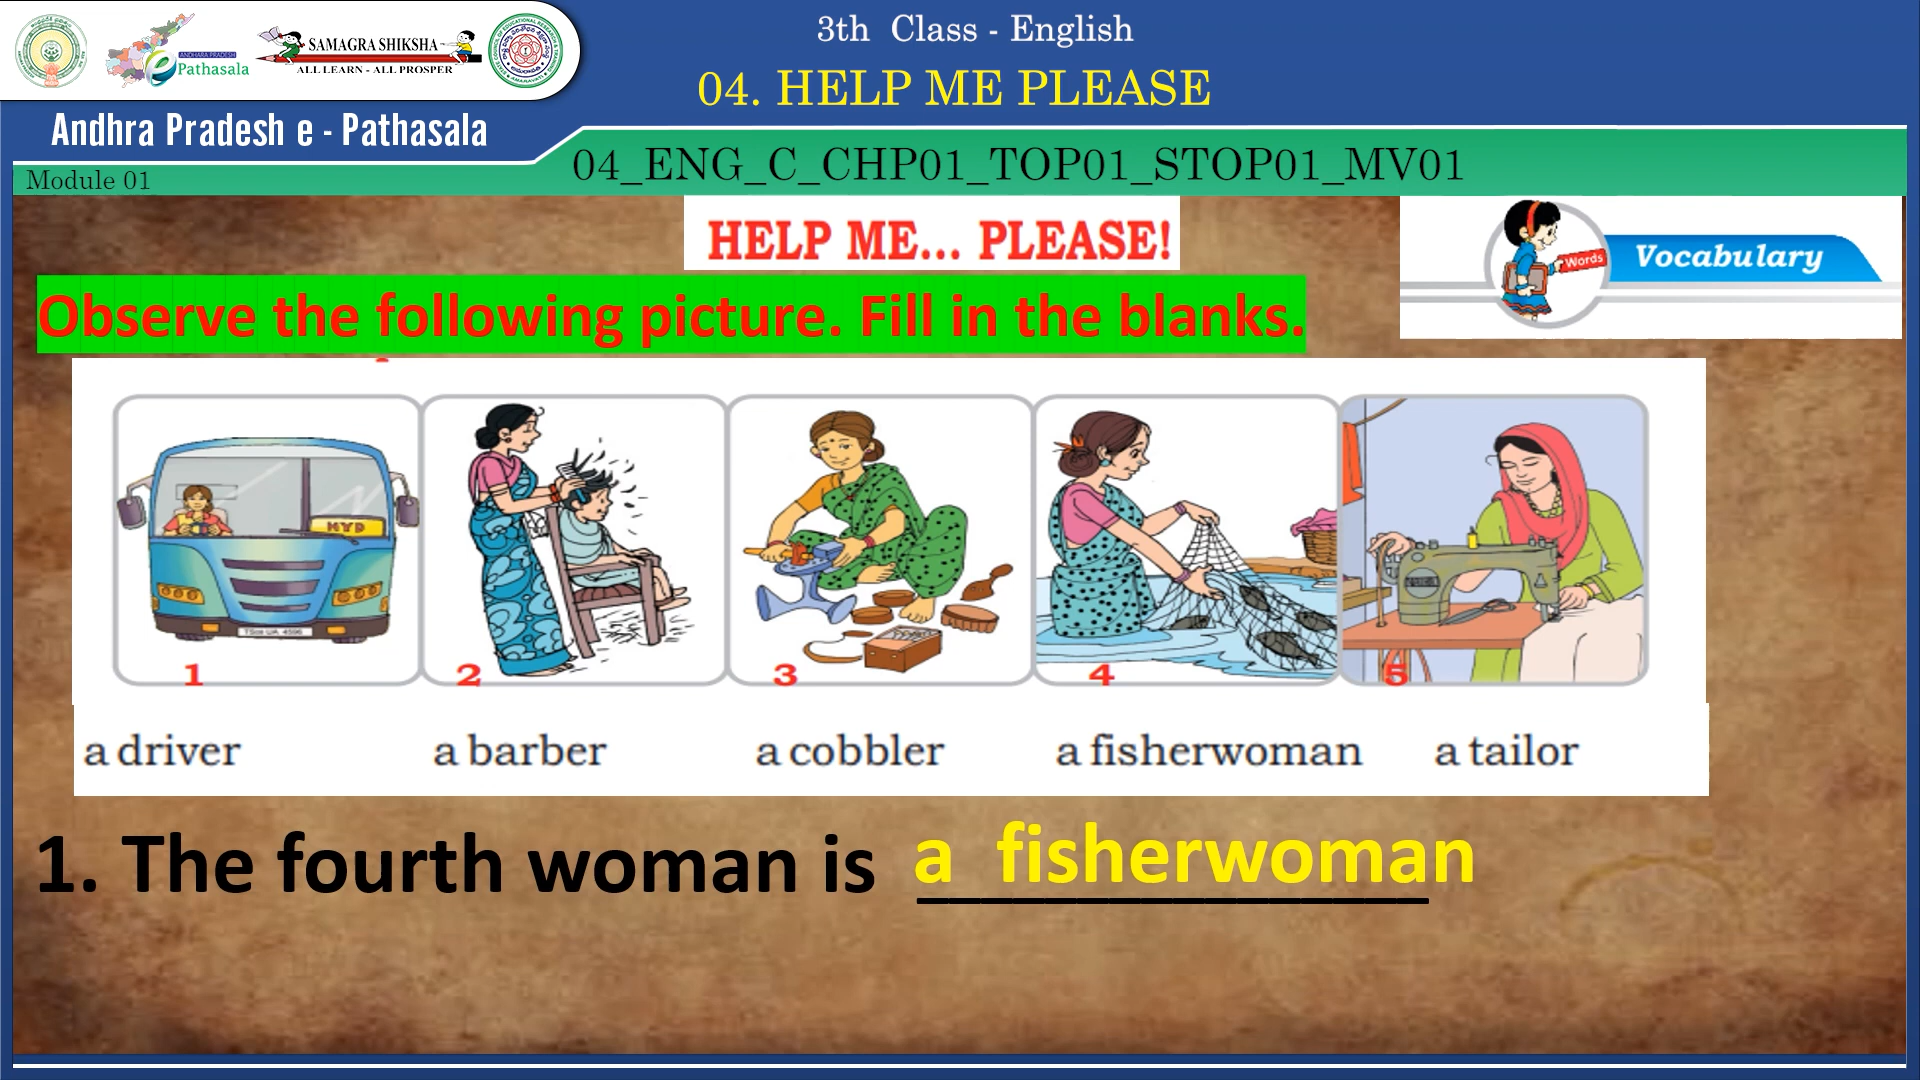 3th Class - English
04. HELP ME PLEASE
ANDHRA PRADESH
e Pathasala
SAMAGRA SHIKSHA
ALL LEARN - ALL PROSPER
Andhra Pradesh e - Pathasala
Module 01
04_ENG_C_CHP01_TOP01_STOP01_MV01
HELP ME... PLEASE!
Words
Vocabulary
Observe the following picture. Fill in the blanks.
HYD
1 2 3 4 5
a driver a barber a cobbler a fisherwoman a tailor
1. The fourth woman is a fisherwoman